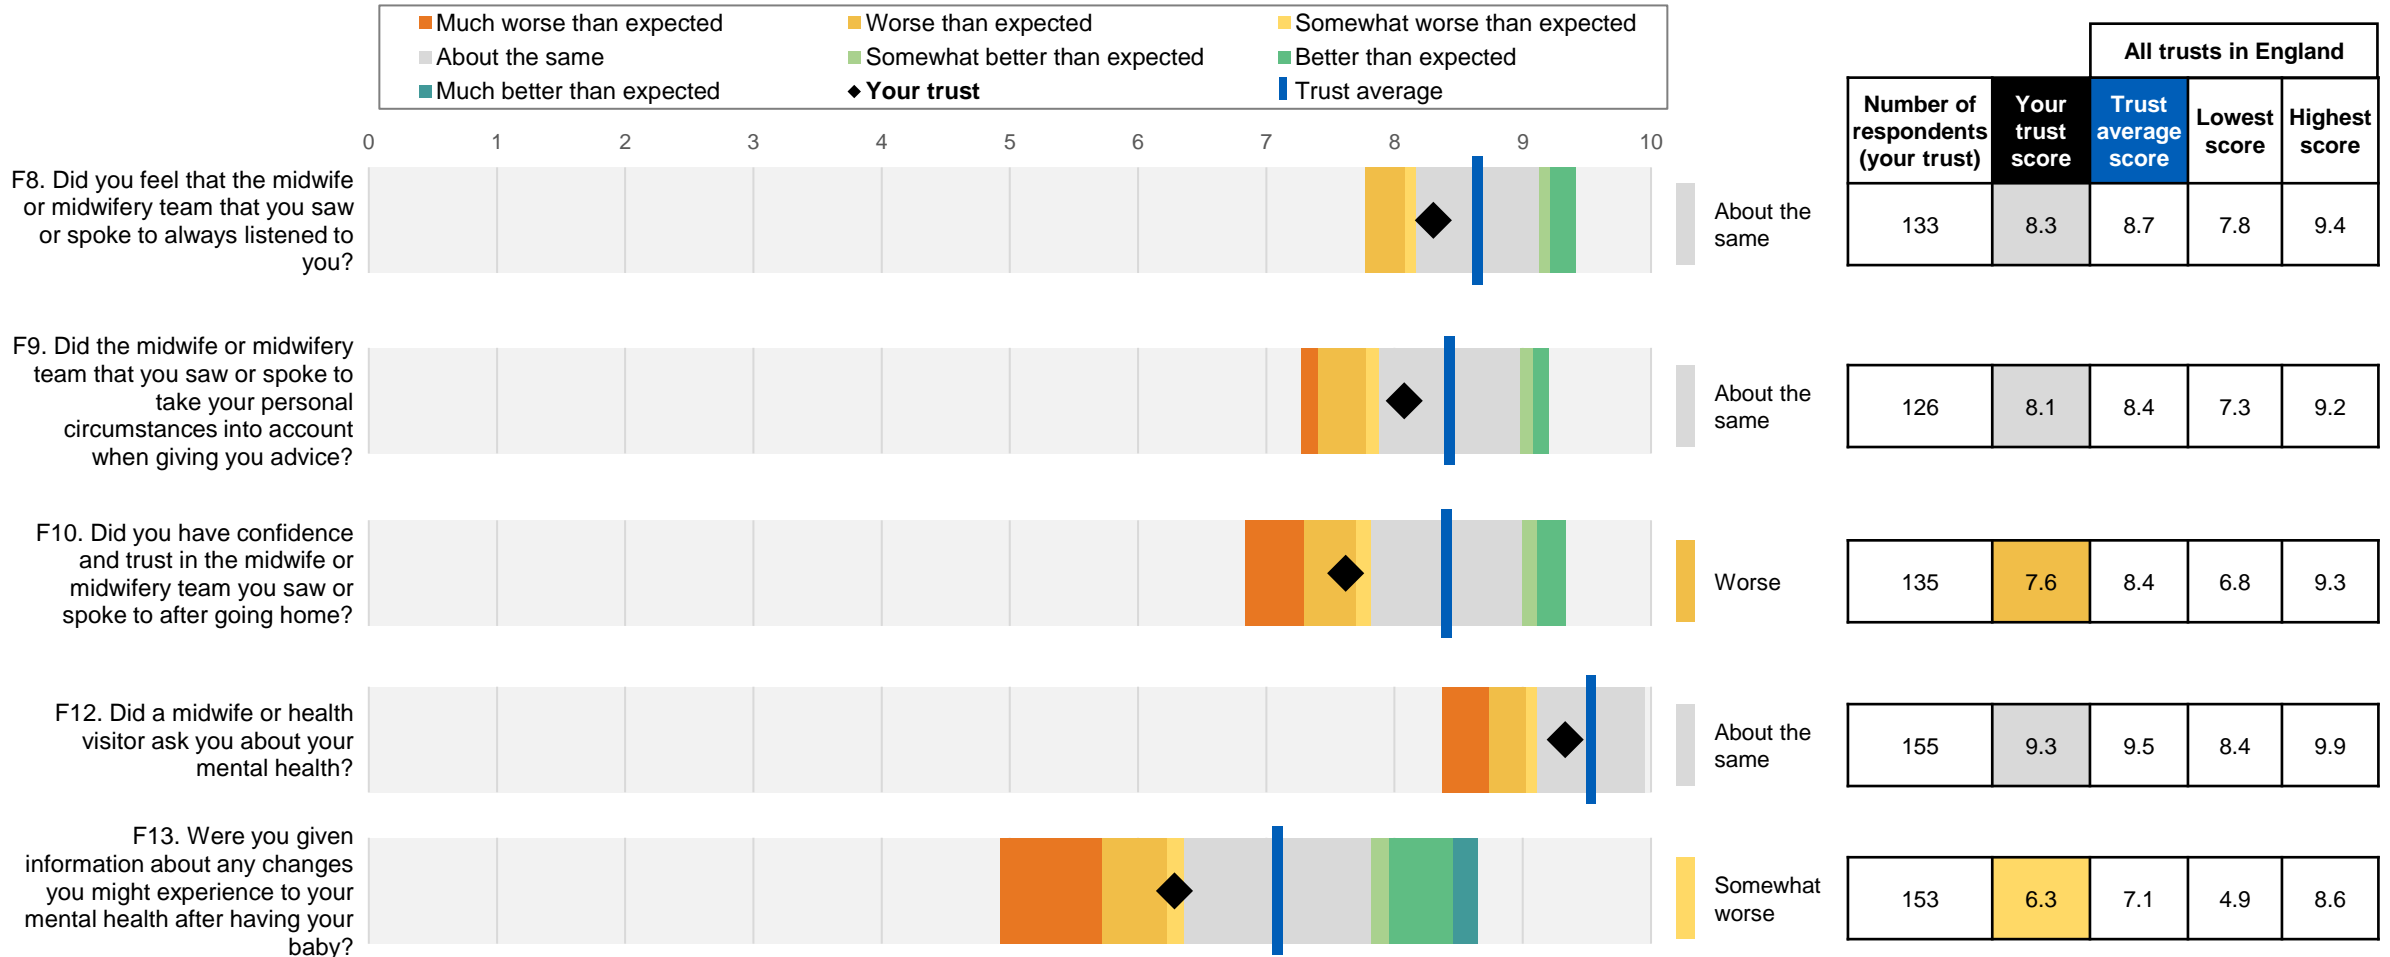 Much worse than expected
Worse than expected
Somewhat worse than expected
About the same
Somewhat better than expected
Better than expected
Much better than expected
Your trust
Trust average
All trusts in England
Number of
respondents
(your trust)
Your
trust
score
Trust
average
score
Lowest
score
Highest
score
0 1 2 3 4 5 6 7 8 9 10
F8. Did you feel that the midwife
or midwifery team that you saw
or spoke to always listened to
you?
About the
same
133 8.3 8.7 7.8 9.4
F9. Did the midwife or midwifery
team that you saw or spoke to
take your personal
circumstances into account
when giving you advice?
About the
same
126 8.1 8.4 7.3 9.2
F10. Did you have confidence
and trust in the midwife or
midwifery team you saw or
spoke to after going home?
Worse
135 7.6 8.4 6.8 9.3
F12. Did a midwife or health
visitor ask you about your
mental health?
About the
same
155 9.3 9.5 8.4 9.9
F13. Were you given
information about any changes
you might experience to your
mental health after having your
baby?
Somewhat
worse
153 6.3 7.1 4.9 8.6